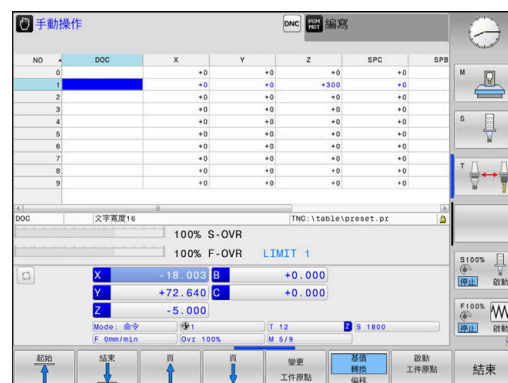 手動操作
DNC
PGM MGT
編寫
NO DOC X Y Z SPC SPB
0 +0 +0 +0 +0
1 +0 +0 +300 +0
2 +0 +0 +0 +0
3 +0 +0 +0 +0
4 +0 +0 +0 +0
5 +0 +0 +0 +0
6 +0 +0 +0 +0
7 +0 +0 +0 +0
8 +0 +0 +0 +0
9 +0 +0 +0 +0
DOC 文字寬度16 TNC:\table\preset.pr
100% S-OVR
100% F-OVR LIMIT 1
X -18.003 B +0.000
Y +72.640 C +0.000
Z -5.000
Mode: 命令 1 T 12 Z S 1800
F 0mm/min Ovr 100% M 5/9
M
S
T
S100%
停止 啟動
F100%
停止 啟動
起始
結束
頁
頁
變更
工件原點
基值
轉換
偏移
啟動
工件原點
結束